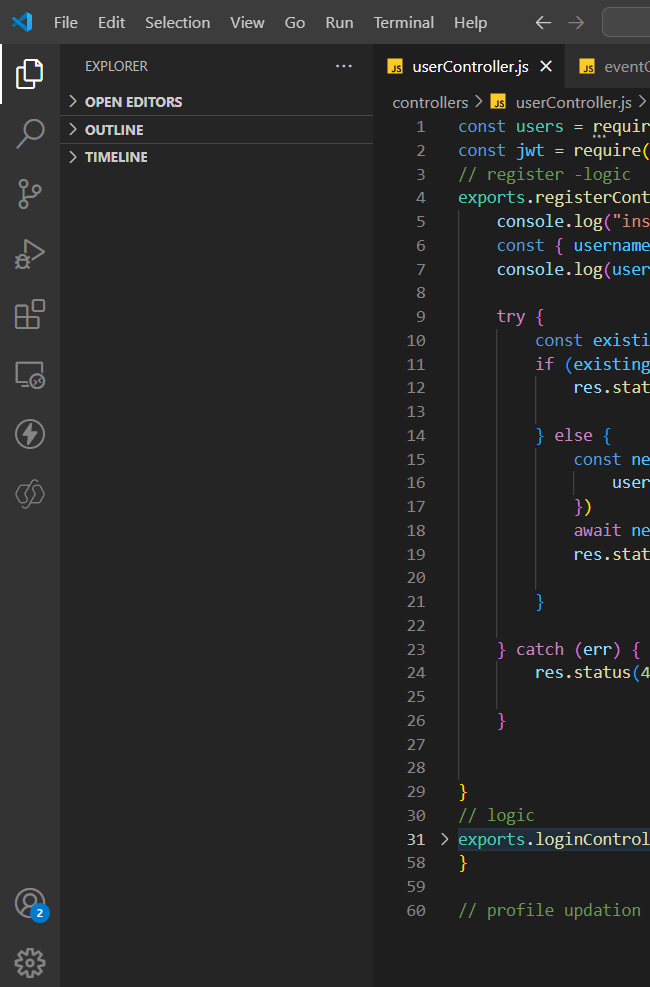 File Edit Selection View Go Run Terminal Help
EXPLORER
OPEN EDITORS
OUTLINE
TIMELINE
2
JS userController.js JS eventC
controllers > JS userController.js >
1 const users = requir
2 const jwt = require(
3 // register -logic
4 exports.registerCont
5 console.log("ins
6 const { username
7 console.log(user
8
9 try {
10 const existi
11 if (existing
12 res.stat
13
14 } else {
15 const ne
16 user
17 })
18 await ne
19 res.stat
20
21 }
22
23 } catch (err) {
24 res.status(4
25
26 }
27
28
29 }
30 // logic
31 exports.loginControl
58 }
59
60 // profile updation